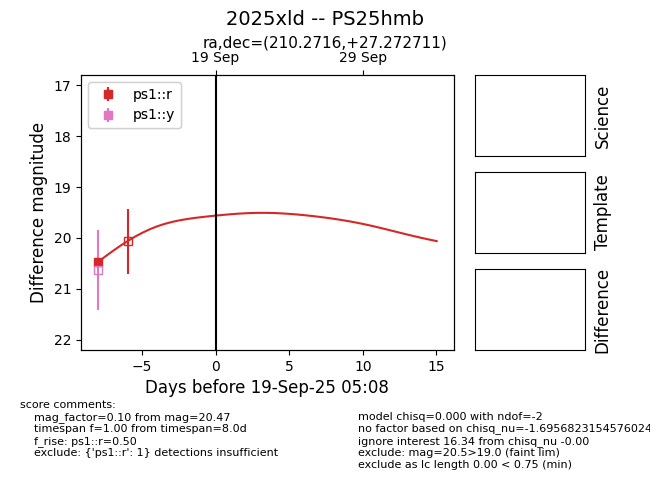 2025xld -- PS25hmb
ra,dec=(210.2716,+27.272711)
19 Sep
29 Sep
ps1::r
ps1::y
17
18
19
20
21
22
Difference magnitude
−5
0
5
10
15
Days before 19-Sep-25 05:08
Science
Template
Difference
score comments:
mag_factor=0.10 from mag=20.47
timespan f=1.00 from timespan=8.0d
f_rise: ps1::r=0.50
exclude: {'ps1::r': 1} detections insufficient
model chisq=0.000 with ndof=-2
no factor based on chisq_nu=-1.6956823154576024
ignore interest 16.34 from chisq_nu -0.00
exclude: mag=20.5>19.0 (faint lim)
exclude as lc length 0.00 < 0.75 (min)